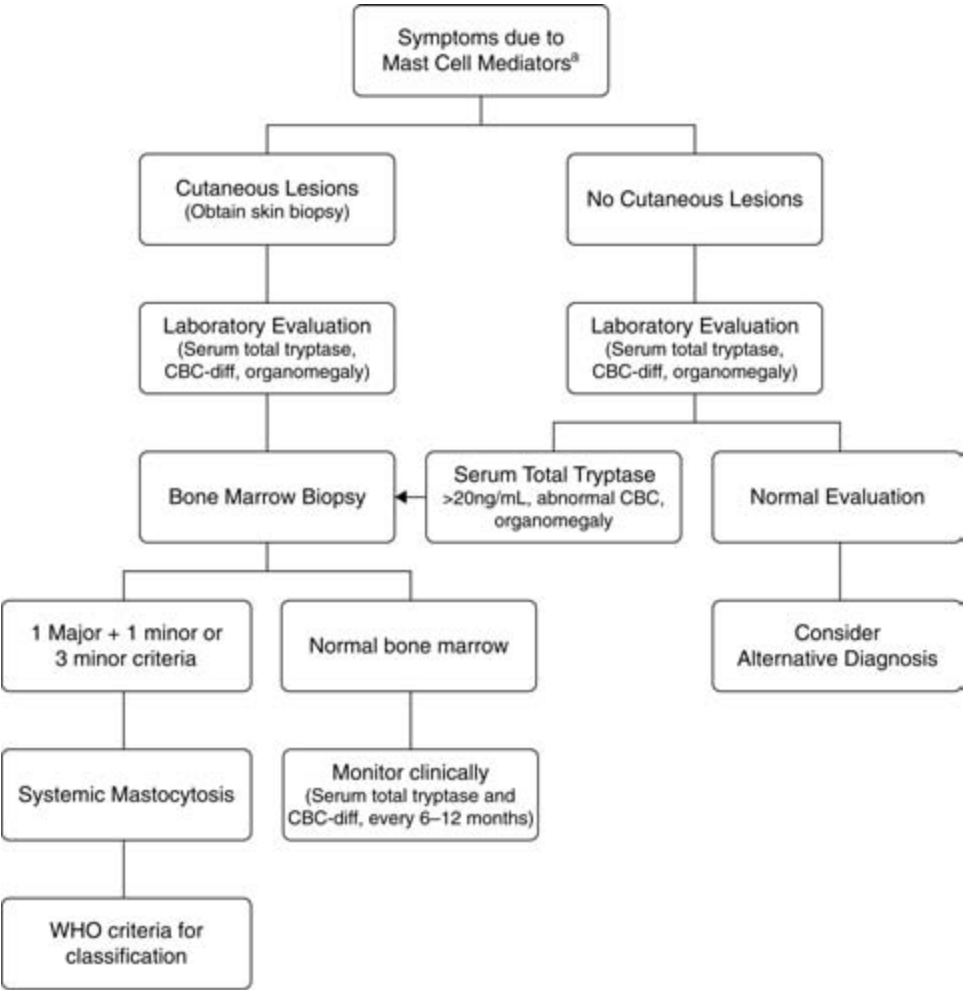 Symptoms due to
Mast Cell Mediatorsª
Cutaneous Lesions
(Obtain skin biopsy)
No Cutaneous Lesions
Laboratory Evaluation
(Serum total tryptase,
CBC-diff, organomegaly)
Laboratory Evaluation
(Serum total tryptase,
CBC-diff, organomegaly)
Bone Marrow Biopsy
Serum Total Tryptase
>20ng/mL, abnormal CBC,
organomegaly
Normal Evaluation
1 Major + 1 minor or
3 minor criteria
Normal bone marrow
Consider
Alternative Diagnosis
Systemic Mastocytosis
Monitor clinically
(Serum total tryptase and
CBC-diff, every 6–12 months)
WHO criteria for
classification